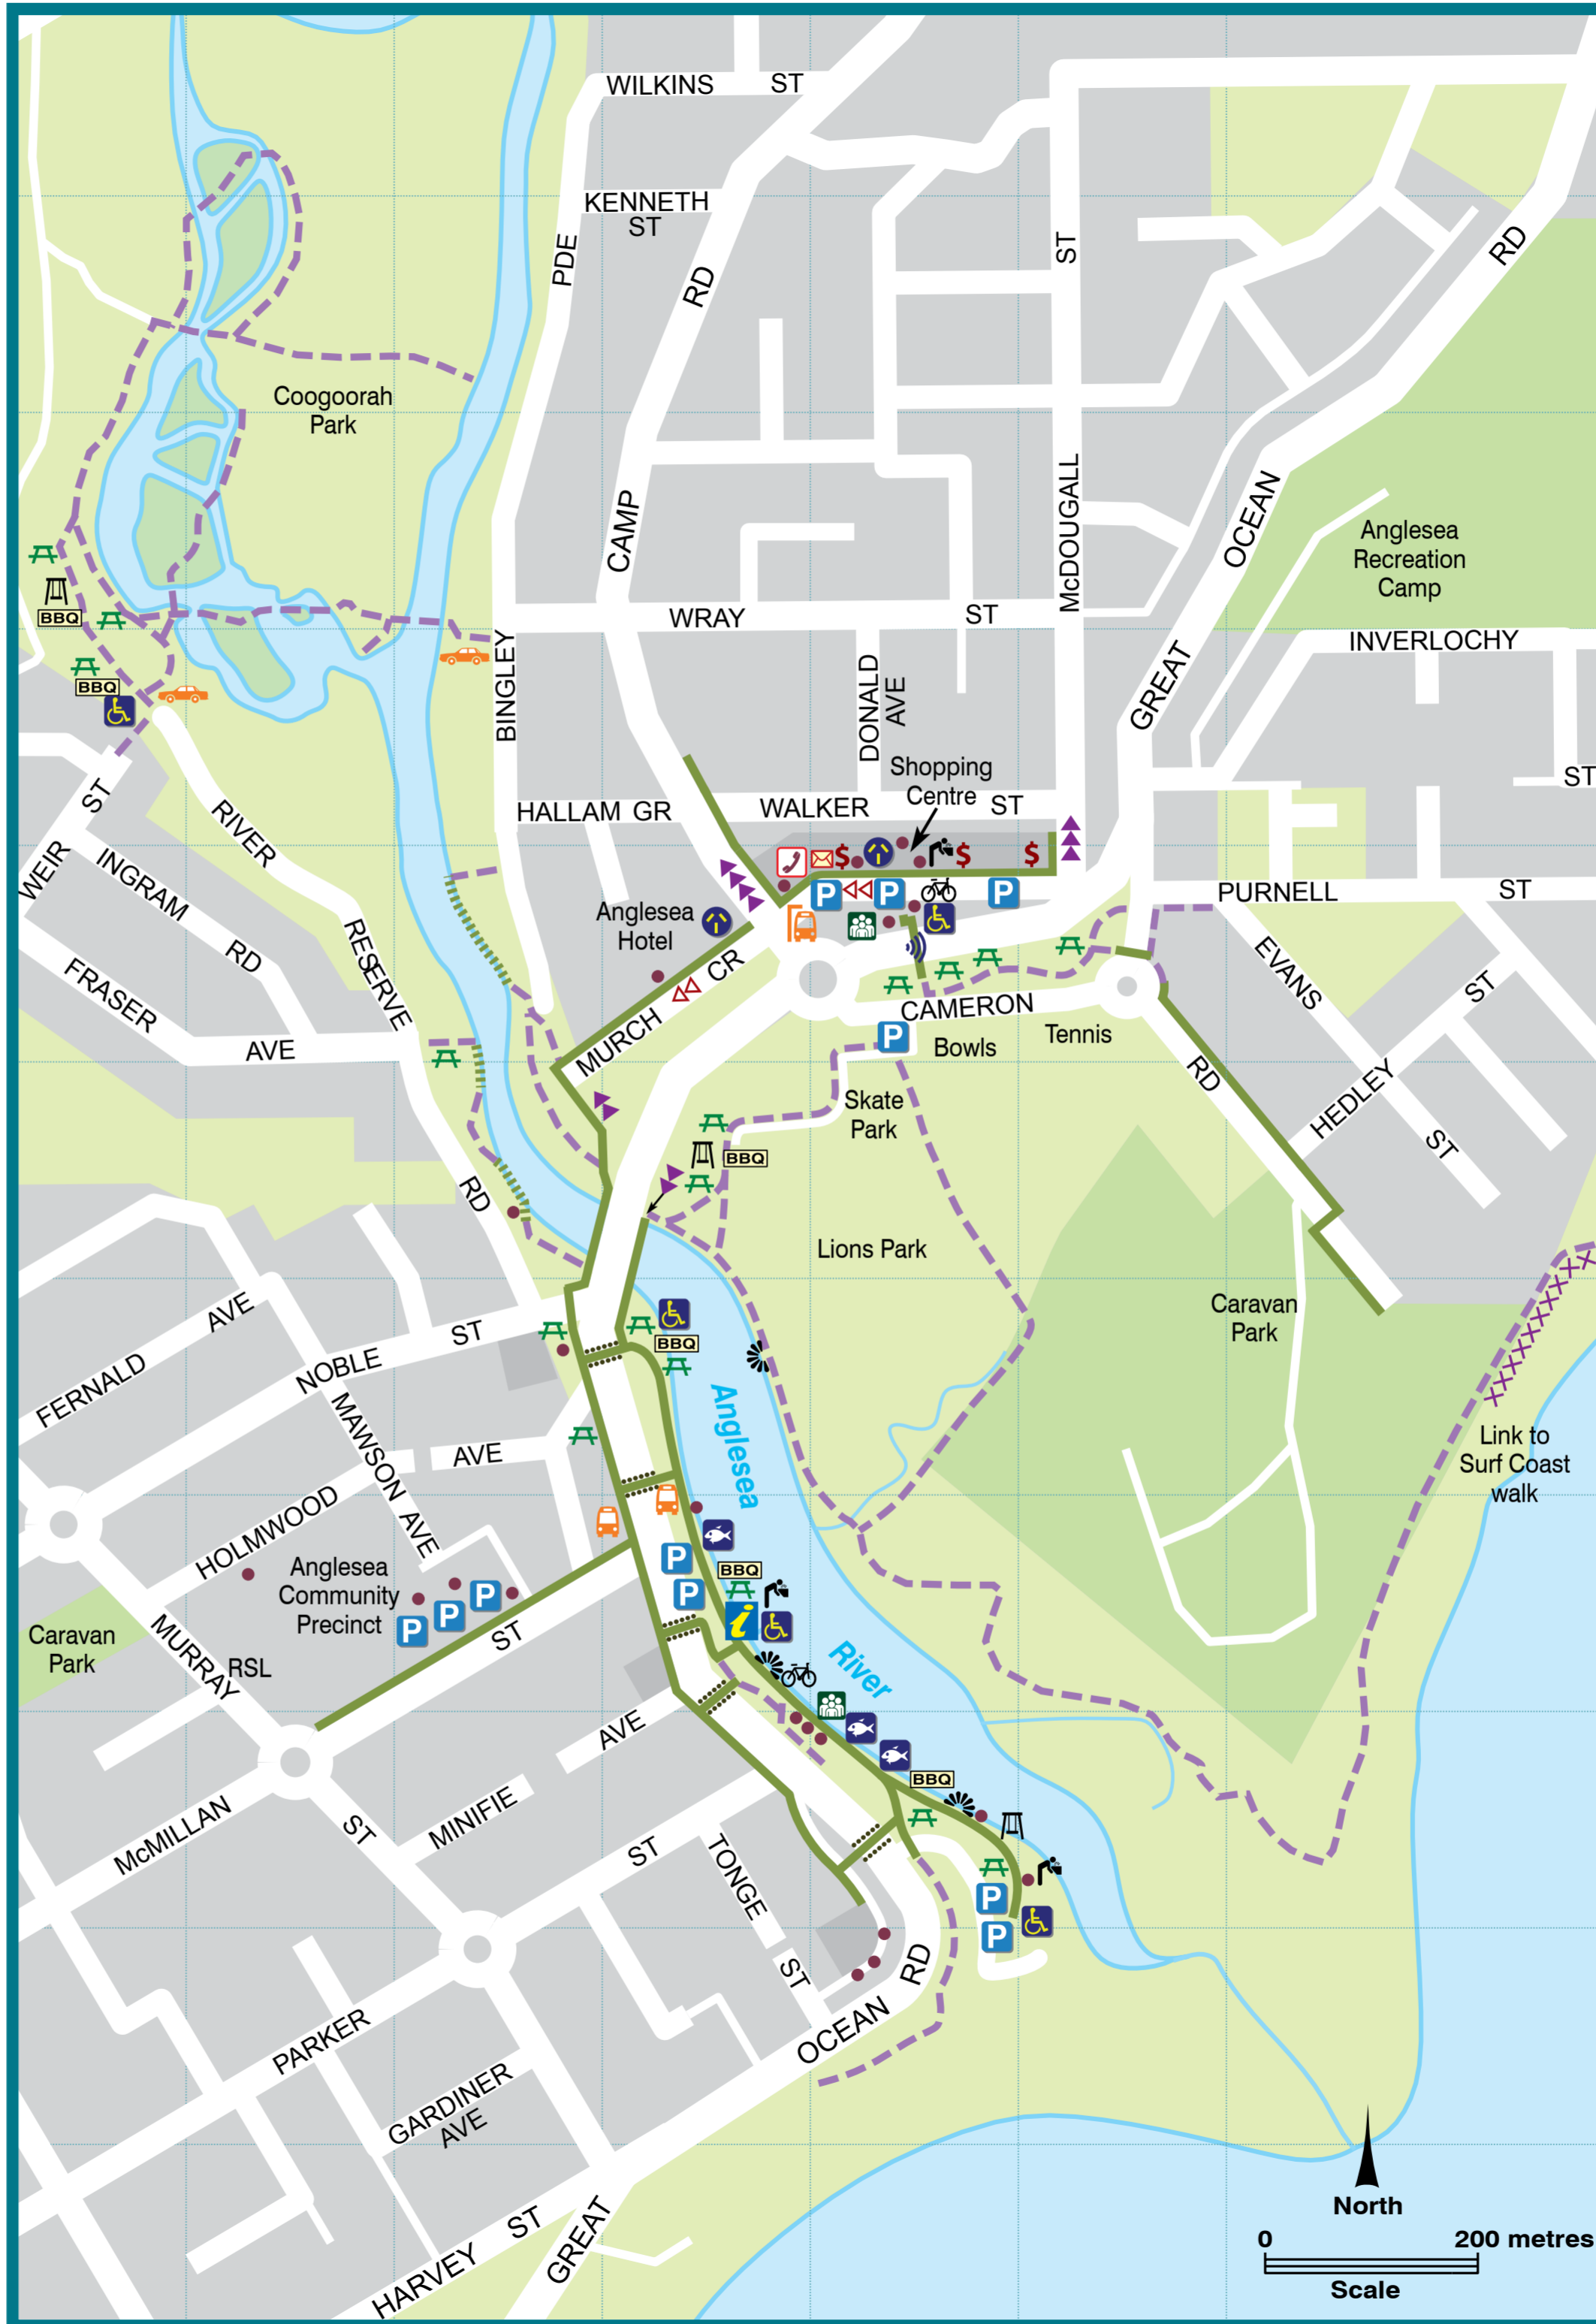 WILKINS ST
KENNETH
ST
PDE
RD
ST
RD
Coogoorah
Park
CAMP
McDOUGALL
OCEAN
Anglesea
Recreation
Camp
WRAY ST
INVERLOCHY
BBQ
BINGLEY
DONALD
AVE
GREAT
BBQ
Shopping
Centre
ST
ST
HALLAM GR
WALKER ST
RIVER
WEIR
INGRAM
RD
$
$
$
P
P
P
PURNELL ST
Anglesea
Hotel
FRASER
AVE
RESERVE
MURCH CR
EVANS
ST
CAMERON
P
Bowls
Tennis
RD
HEDLEY
ST
Skate
Park
BBQ
RD
Lions Park
Caravan
Park
BBQ
AVE
ST
FERNALD
NOBLE
MAWSON
AVE
AVE
HOLMWOOD
Anglesea
River
Link to
Surf Coast
walk
Anglesea
Community
Precinct
P
P
P
P
P
BBQ
i
Caravan
Park
MURRAY
RSL
ST
AVE
BBQ
McMILLAN
ST
MINIFIE
ST
TONGE
ST
P
P
RD
OCEAN
PARKER
GARDINER
AVE
North
0 200 metres
Scale
HARVEY ST
GREAT